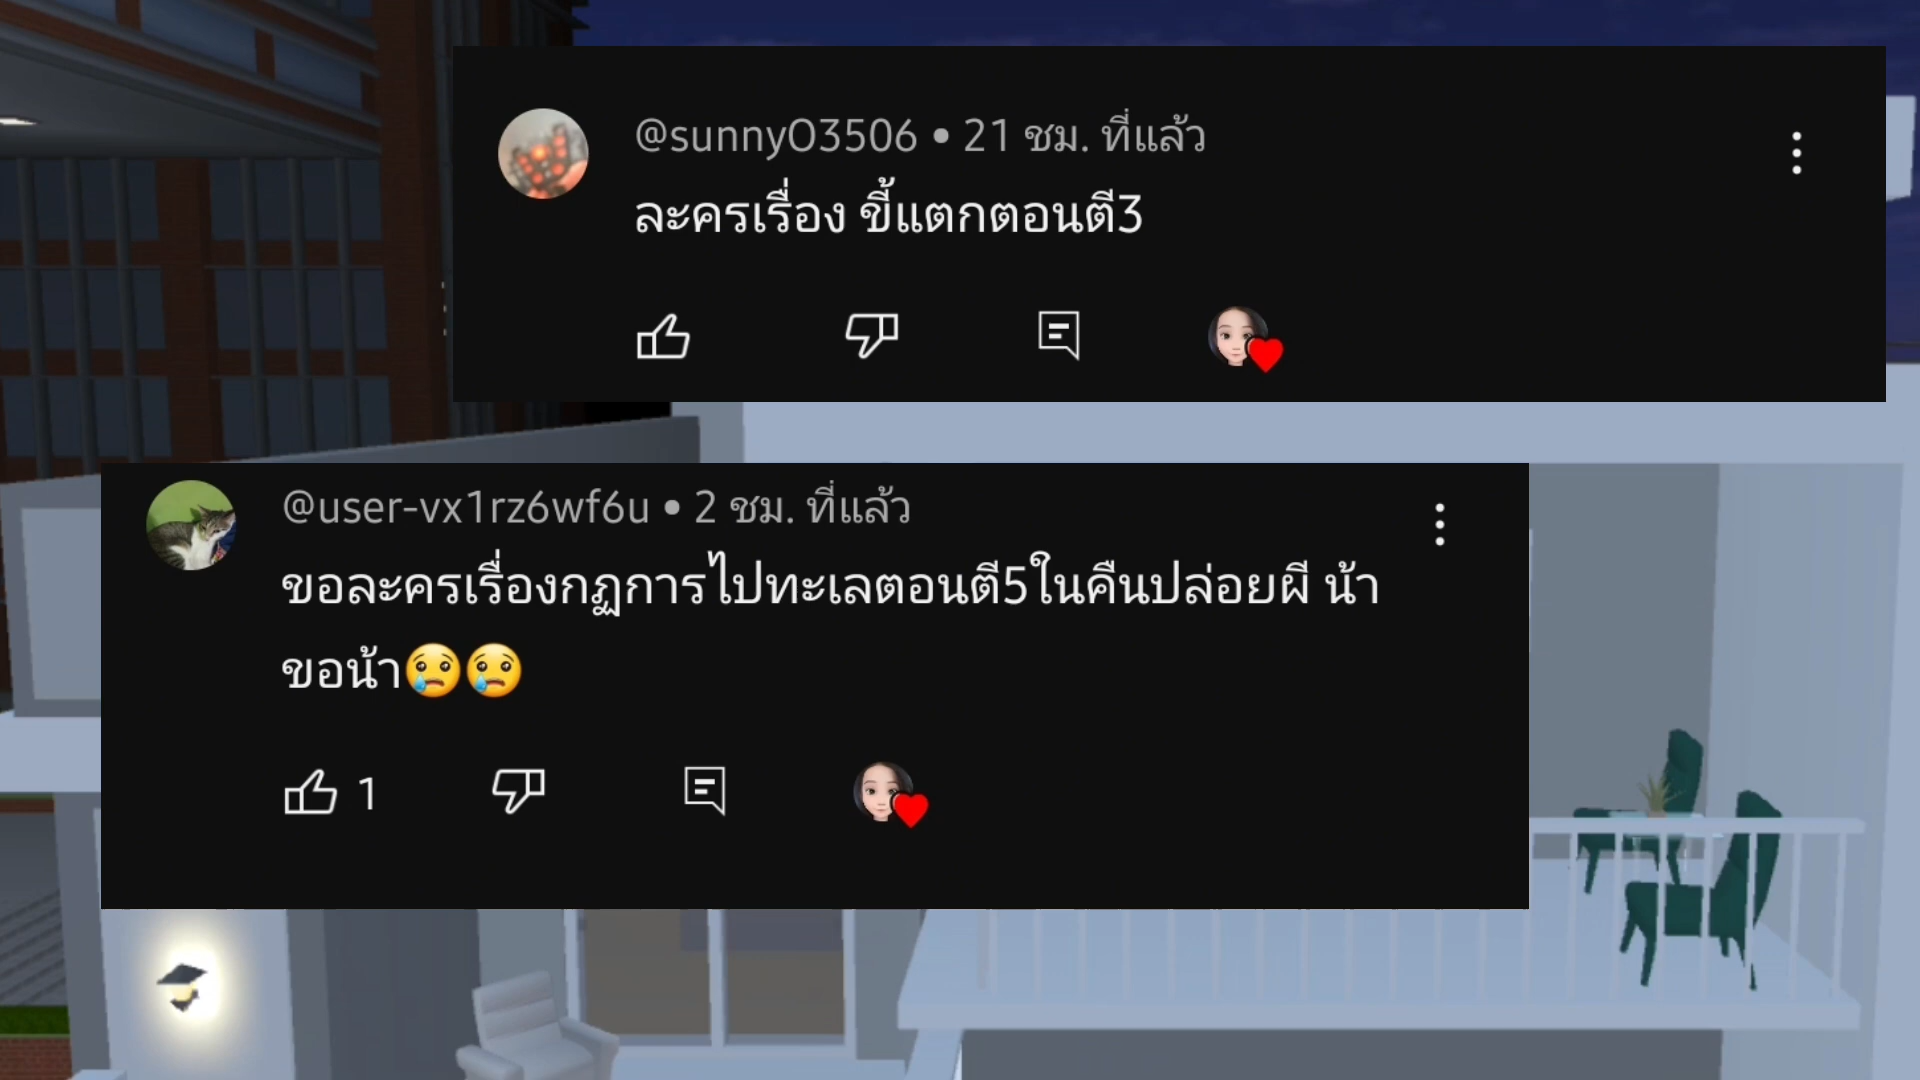 @sunnyO3506 • 21 ชม. ที่แล้ว
ละครเรื่อง ขี้แตกตอนตี3
@user-vx1rz6wf6u • 2 ชม. ที่แล้ว
ขอละครเรื่องกฏการไปทะเลตอนตี5ในคืนปล่อยผี น้า
ขอน้า😢😢
1